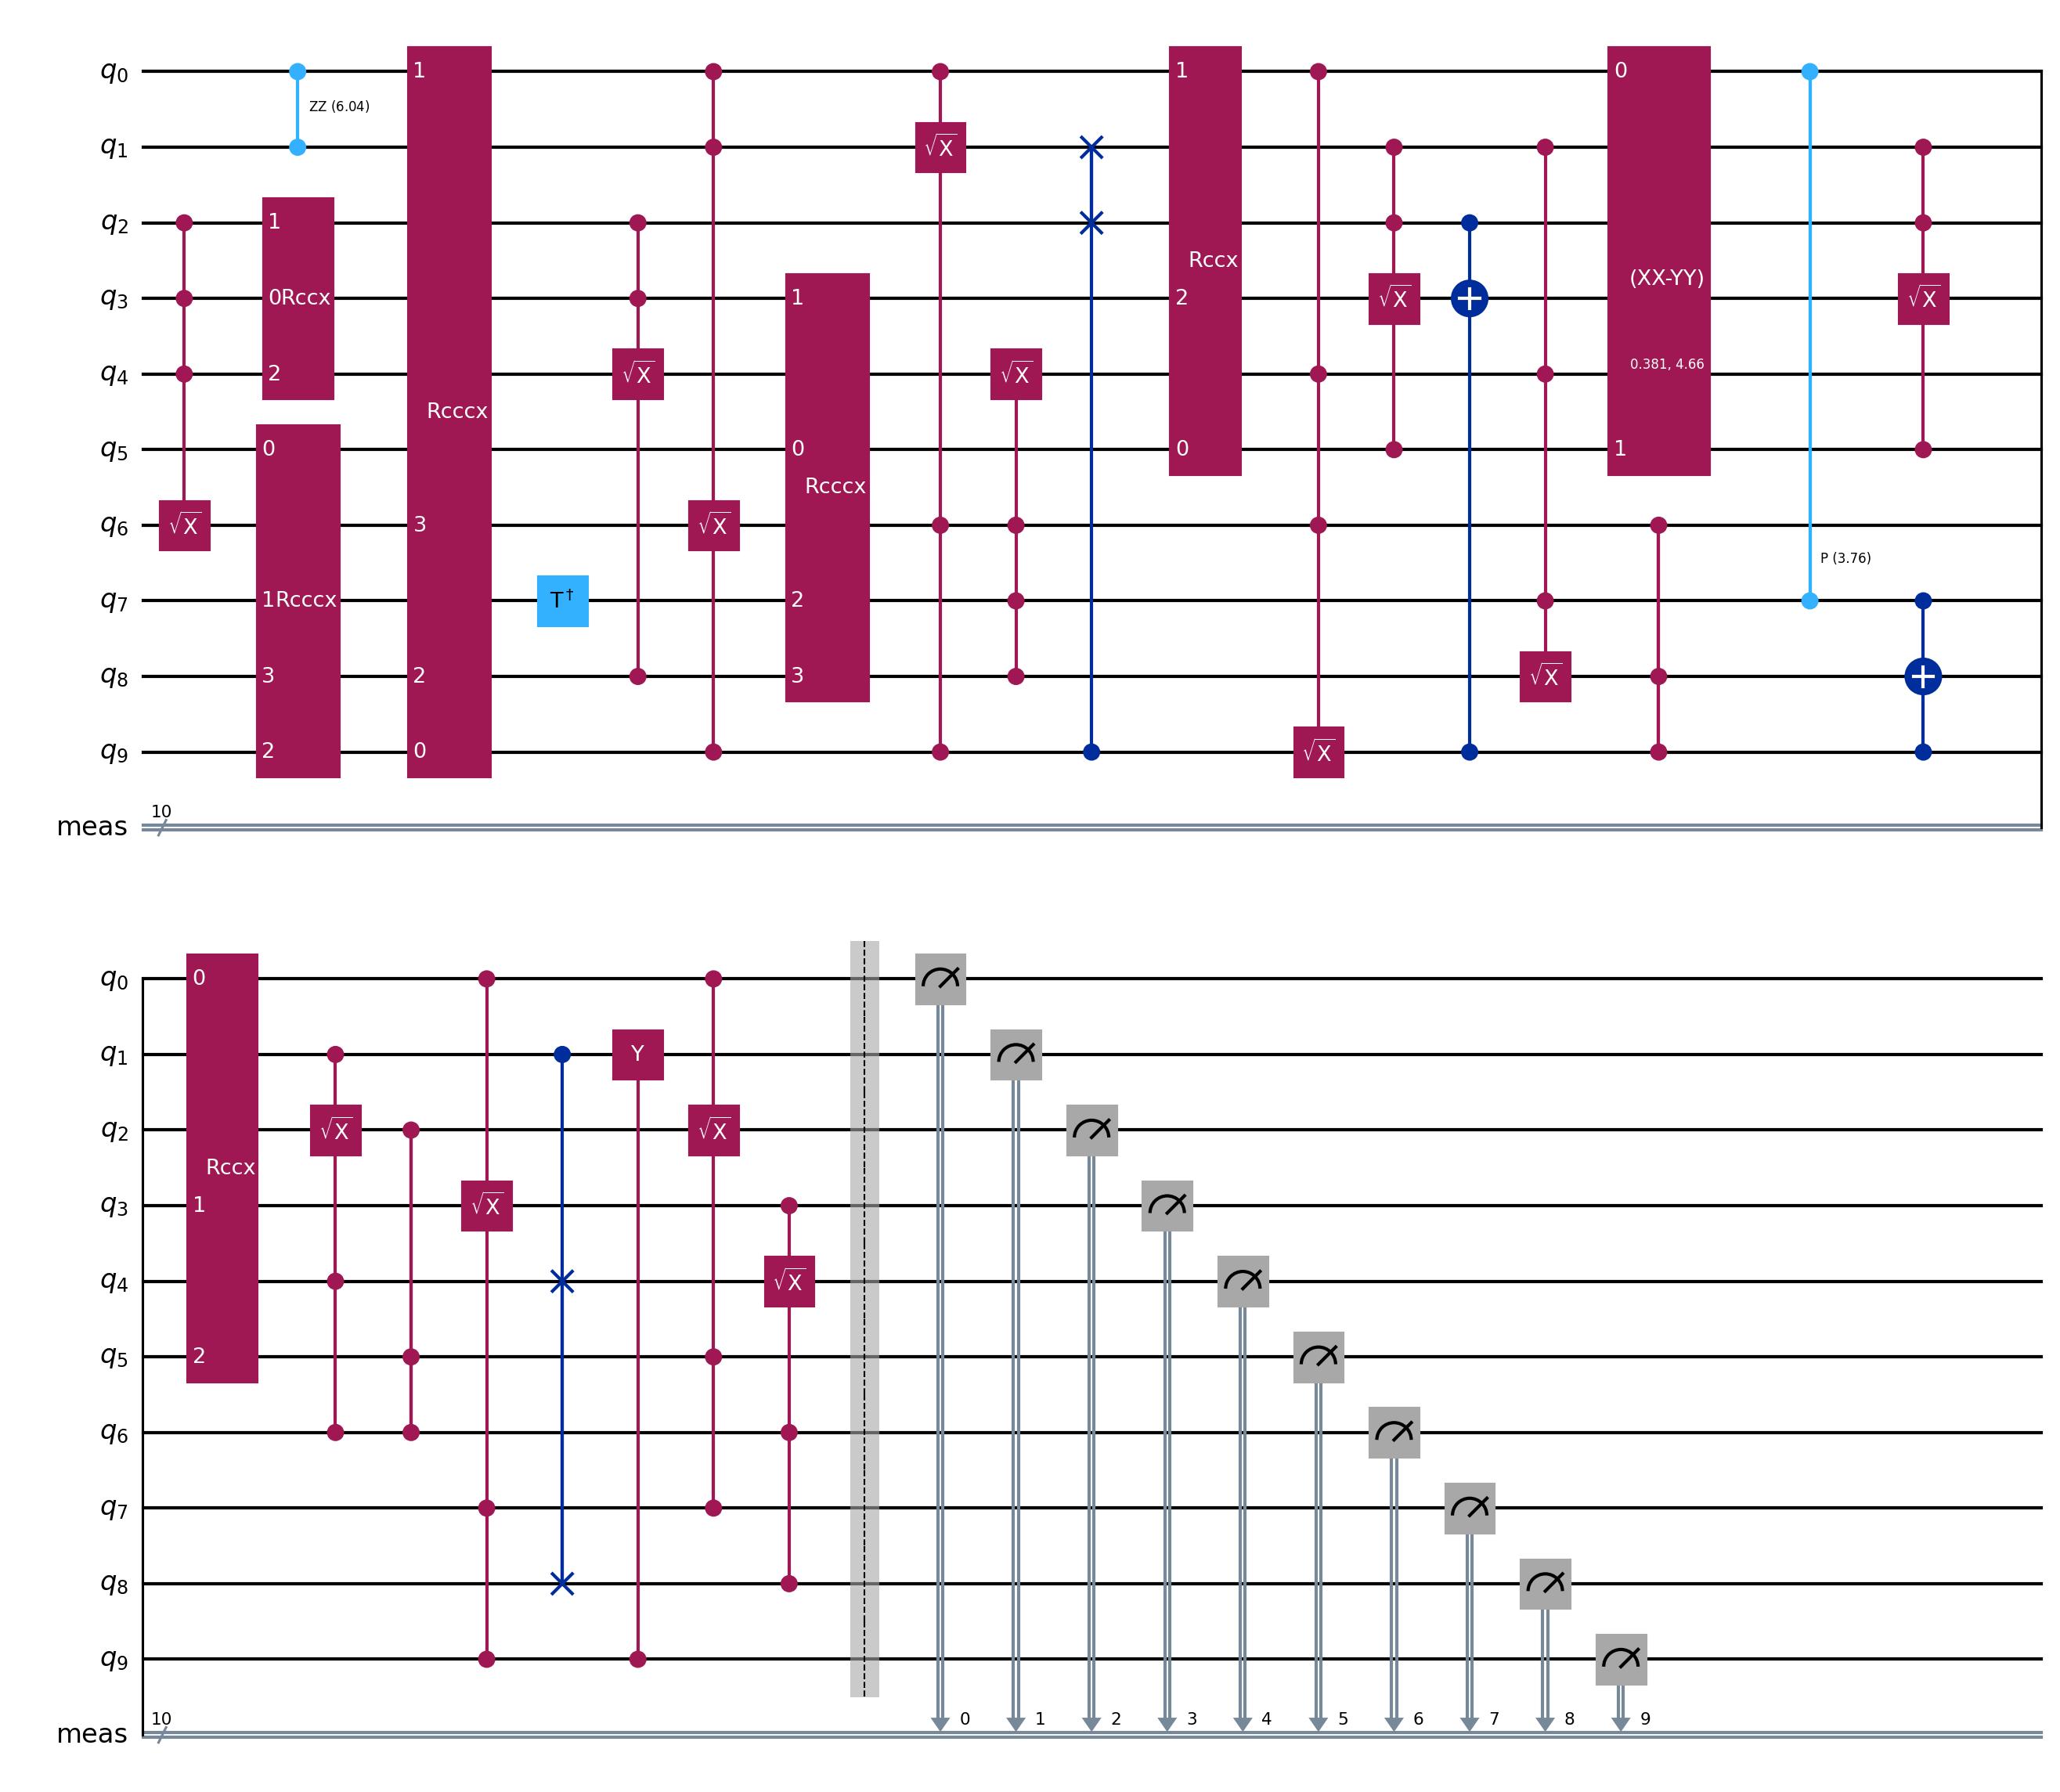 q0 1 1 0
ZZ (6.04)
q1 √X
q2 1
Rccx
q3 0Rccx 1 2 √X (XX-YY) √X
q4 2 √X √X 0.381, 4.66
Rcccx
q5 0 0 0 1
Rcccx
q6 √X 3 √X
P (3.76)
q7 1Rcccx T† 2
q8 3 2 3 √X
q9 2 0 √X
10
meas
q0 0
q1 Y
q2 √X √X
Rccx
q3 1 √X
q4 √X
q5 2
q6
q7
q8
q9
10 0 1 2 3 4 5 6 7 8 9
meas